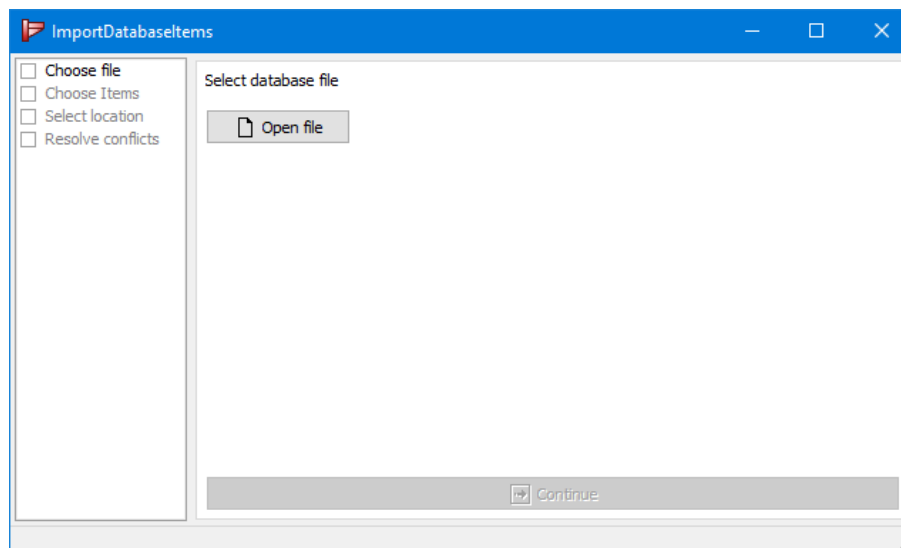 ImportDatabaseItems
Choose file
Choose Items
Select location
Resolve conflicts
Select database file
Open file
Continue